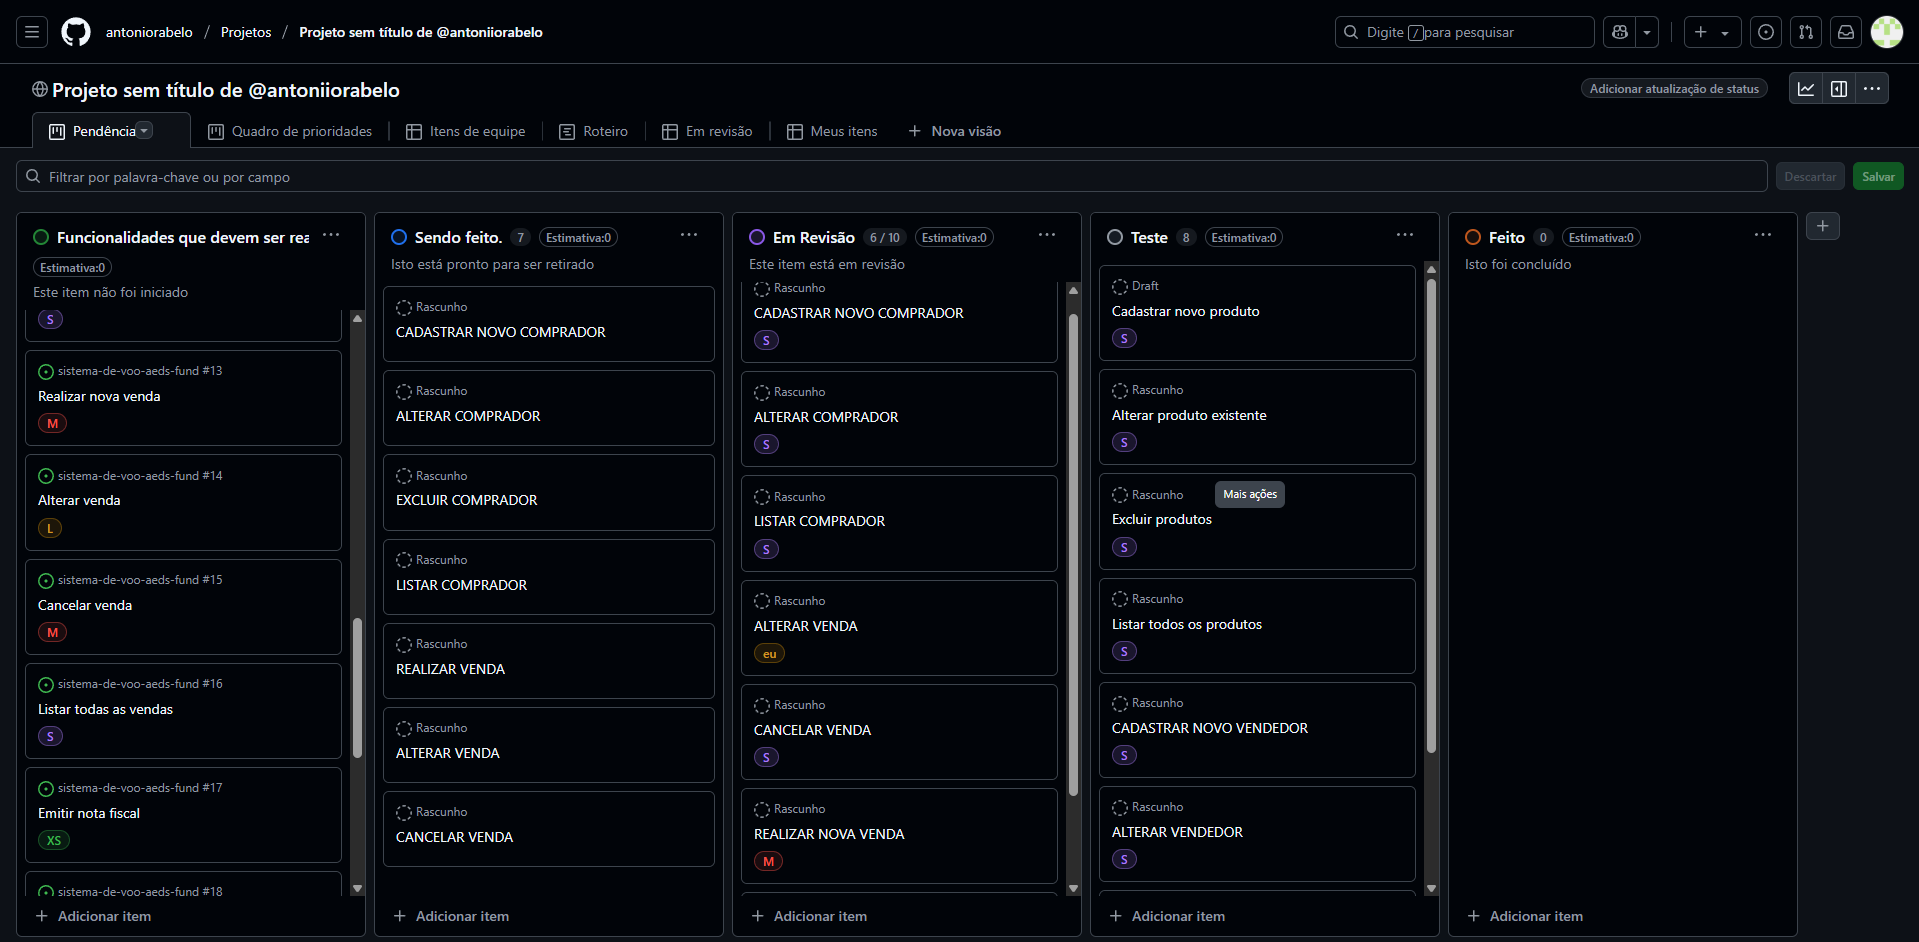 antoniorabelo / Projetos / Projeto sem título de @antoniiorabelo
Digite / para pesquisar
Projeto sem título de @antoniiorabelo
Adicionar atualização de status
Pendência
Quadro de prioridades
Itens de equipe
Roteiro
Em revisão
Meus itens
Nova visão
Filtrar por palavra-chave ou por campo
Descartar
Salvar
Funcionalidades que devem ser rea
Estimativa:0
Este item não foi iniciado
S
sistema-de-voo-aeds-fund #13
Realizar nova venda
M
sistema-de-voo-aeds-fund #14
Alterar venda
L
sistema-de-voo-aeds-fund #15
Cancelar venda
M
sistema-de-voo-aeds-fund #16
Listar todas as vendas
S
sistema-de-voo-aeds-fund #17
Emitir nota fiscal
XS
sistema-de-voo-aeds-fund #18
Adicionar item
Sendo feito. 7 Estimativa:0
Isto está pronto para ser retirado
Rascunho
CADASTRAR NOVO COMPRADOR
Rascunho
ALTERAR COMPRADOR
Rascunho
EXCLUIR COMPRADOR
Rascunho
LISTAR COMPRADOR
Rascunho
REALIZAR VENDA
Rascunho
ALTERAR VENDA
Rascunho
CANCELAR VENDA
Adicionar item
Em Revisão 6 / 10 Estimativa:0
Este item está em revisão
Rascunho
CADASTRAR NOVO COMPRADOR
S
Rascunho
ALTERAR COMPRADOR
S
Rascunho
LISTAR COMPRADOR
S
Rascunho
ALTERAR VENDA
eu
Rascunho
CANCELAR VENDA
S
Rascunho
REALIZAR NOVA VENDA
M
Adicionar item
Teste 8 Estimativa:0
Draft
Cadastrar novo produto
S
Rascunho
Alterar produto existente
S
Rascunho
Mais ações
Excluir produtos
S
Rascunho
Listar todos os produtos
S
Rascunho
CADASTRAR NOVO VENDEDOR
S
Rascunho
ALTERAR VENDEDOR
S
Adicionar item
Feito 0 Estimativa:0
Isto foi concluído
Adicionar item